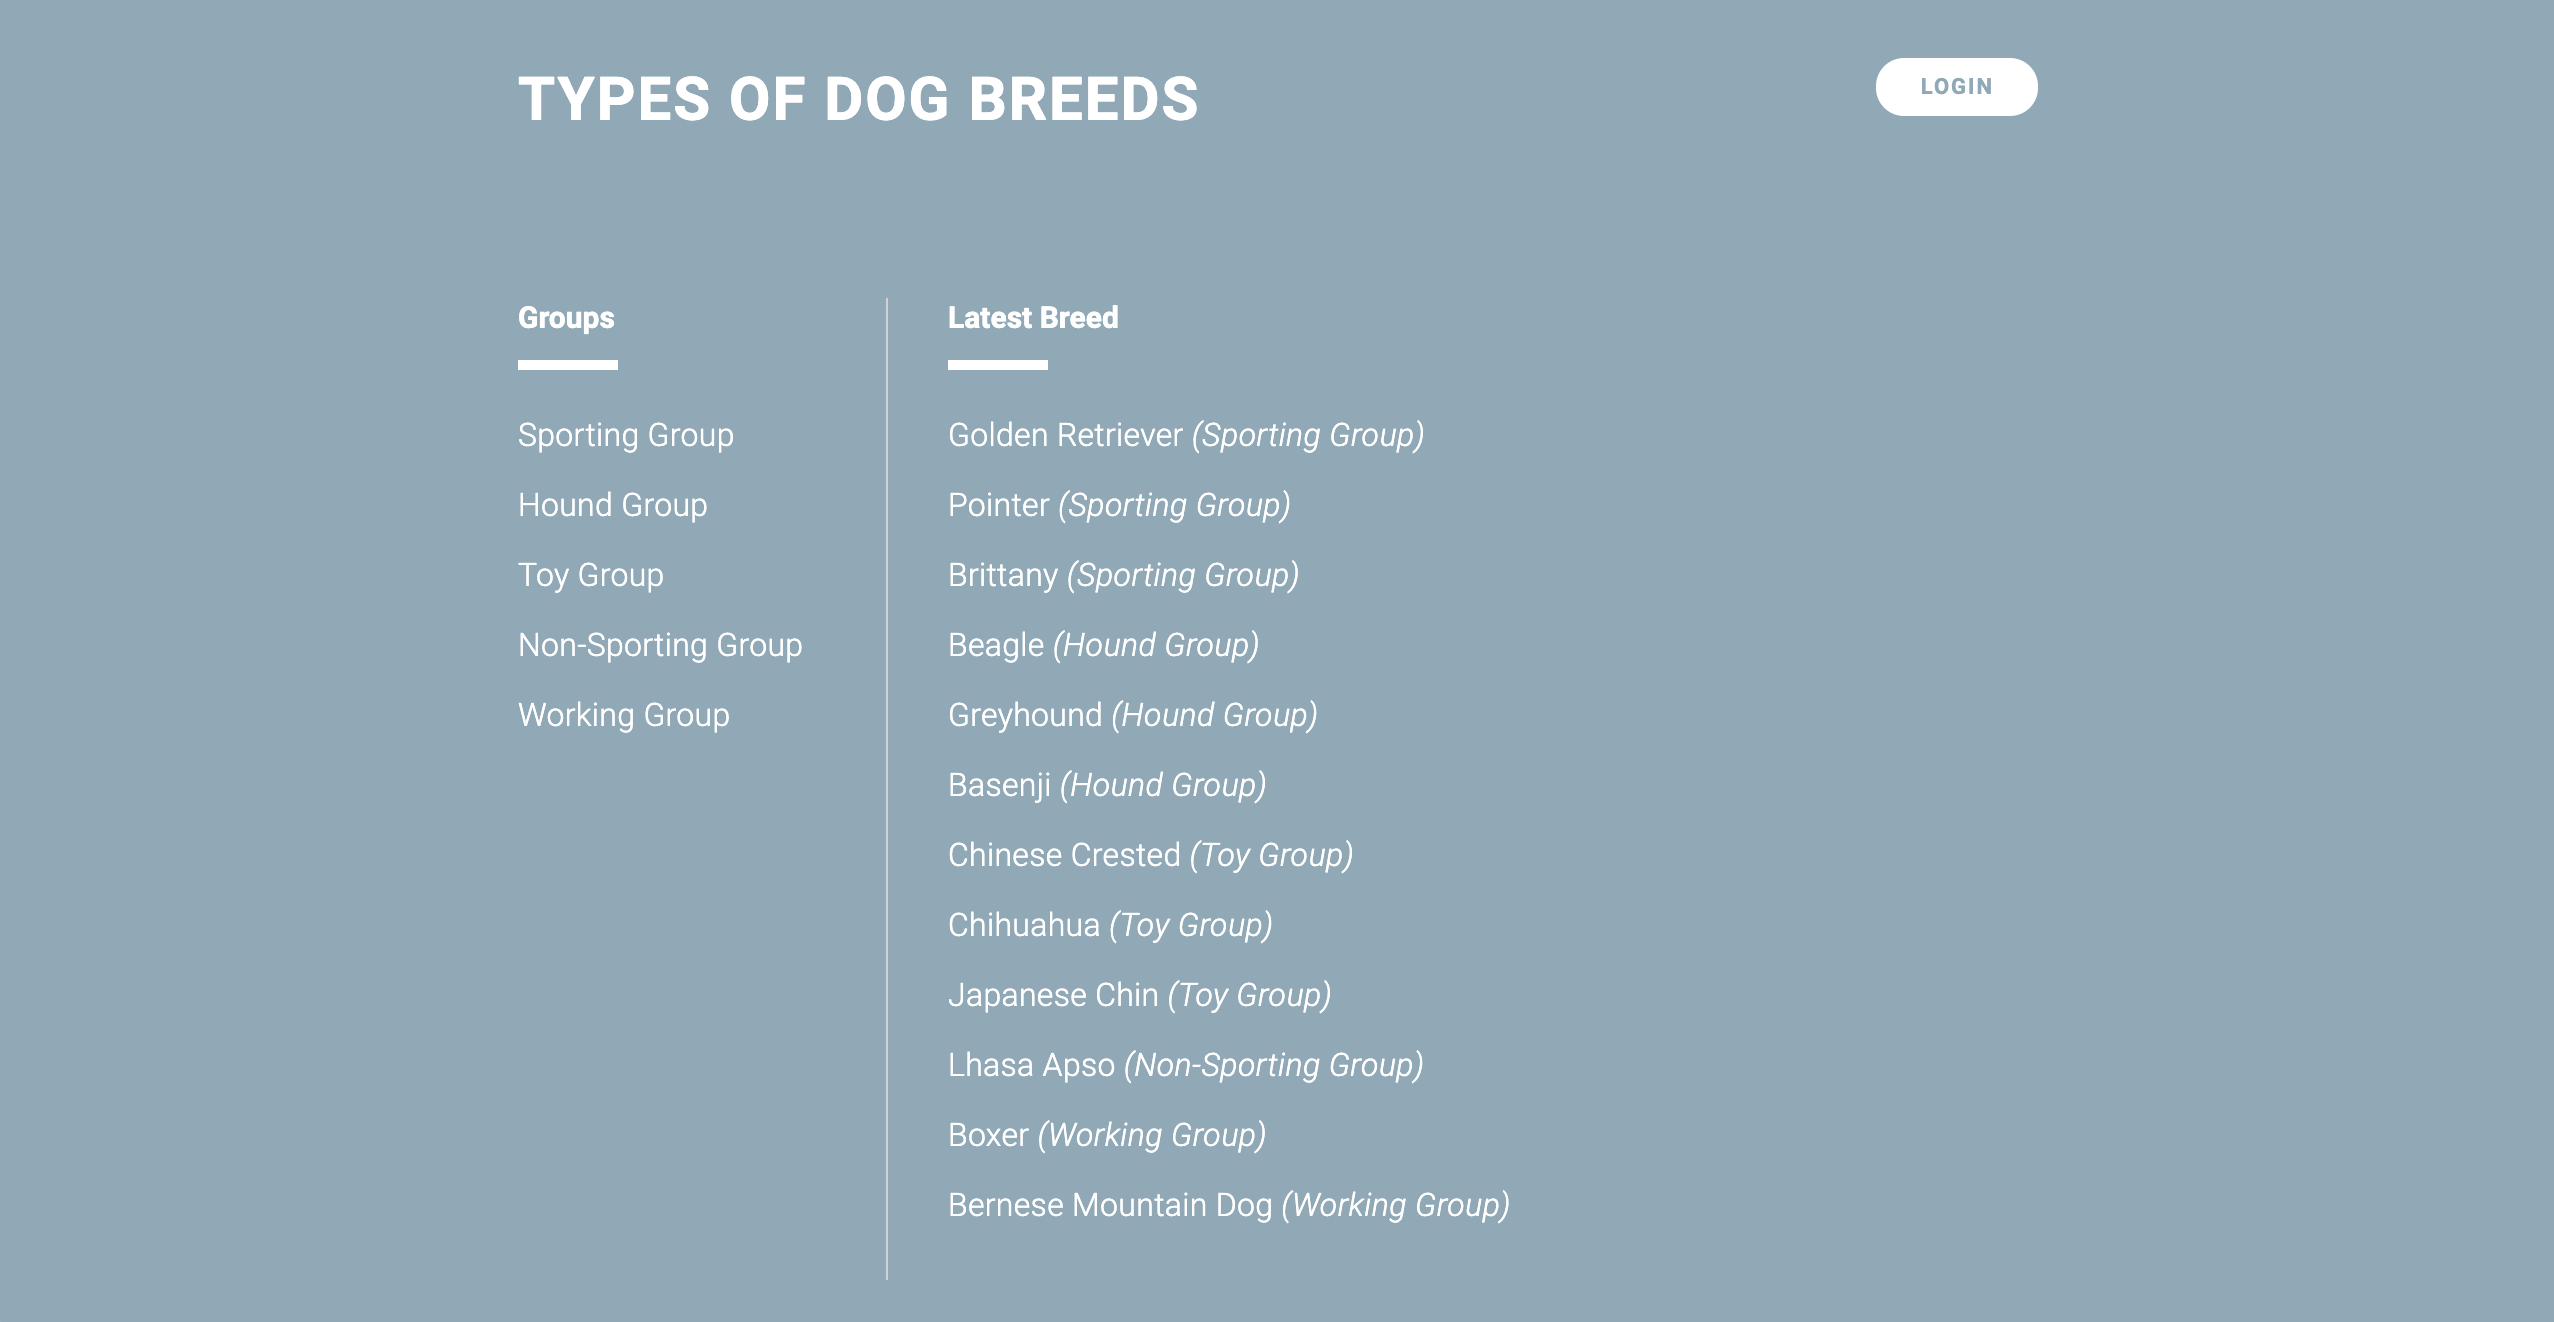 TYPES OF DOG BREEDS
LOGIN
Groups
Sporting Group
Hound Group
Toy Group
Non-Sporting Group
Working Group
Latest Breed
Golden Retriever (Sporting Group)
Pointer (Sporting Group)
Brittany (Sporting Group)
Beagle (Hound Group)
Greyhound (Hound Group)
Basenji (Hound Group)
Chinese Crested (Toy Group)
Chihuahua (Toy Group)
Japanese Chin (Toy Group)
Lhasa Apso (Non-Sporting Group)
Boxer (Working Group)
Bernese Mountain Dog (Working Group)